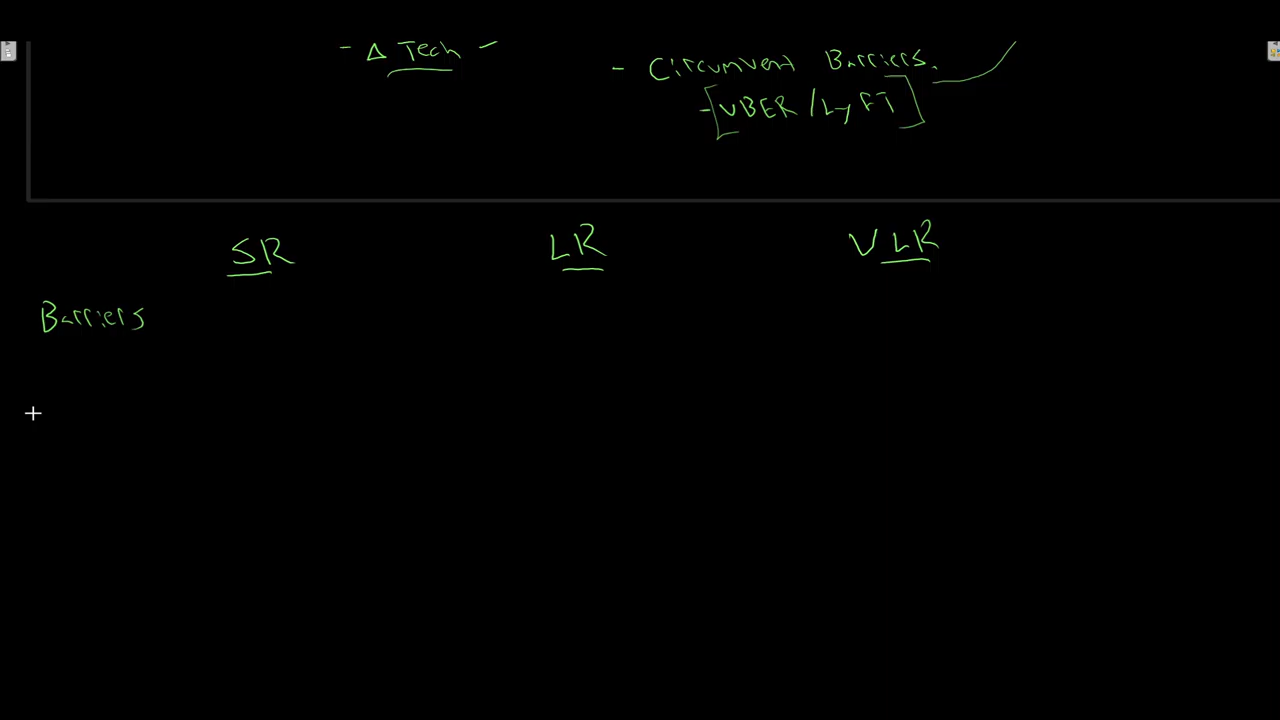 - Δ Tech -
- Circumvent Barriers.
- [UBER / LyFT]
SR LR VLR
Barriers